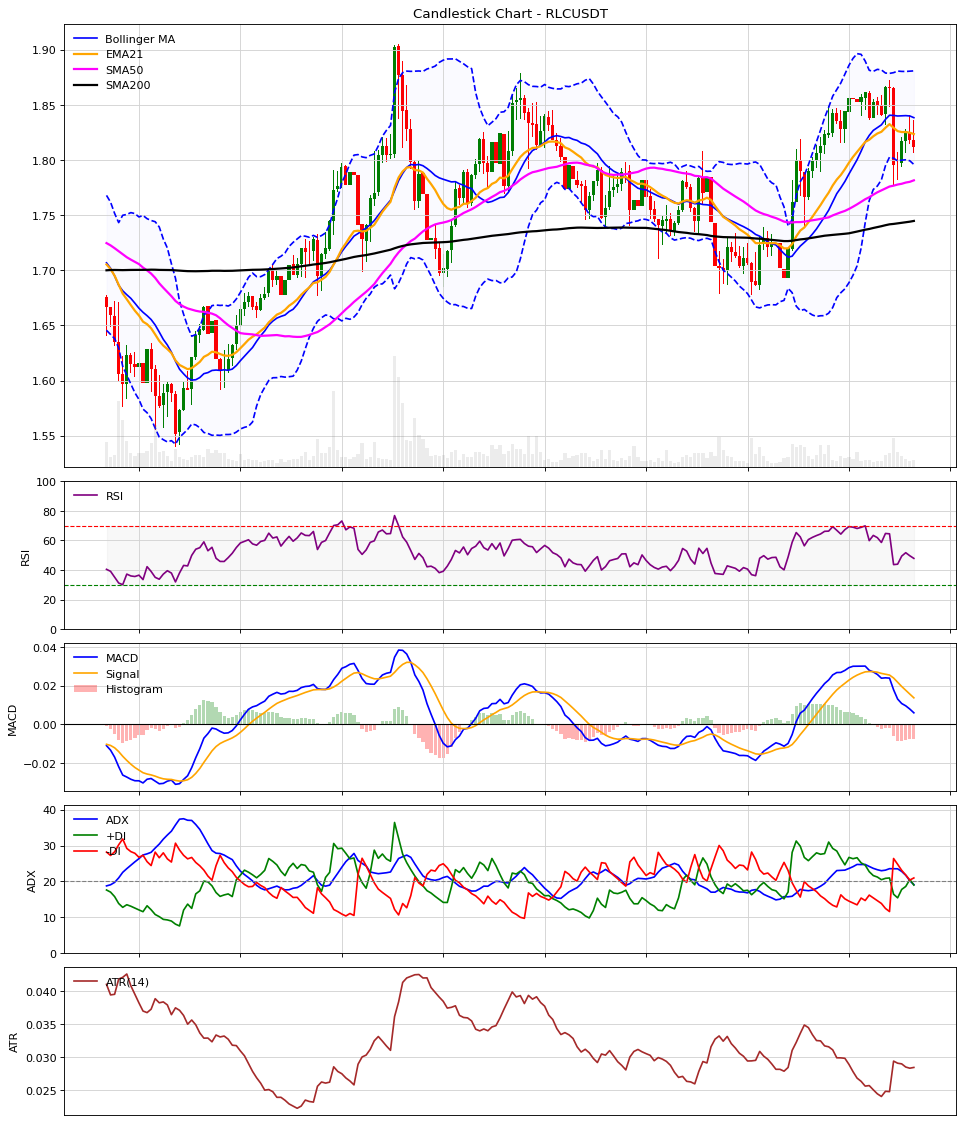 Candlestick Chart - RLCUSDT
Bollinger MA
EMA21
SMA50
SMA200
1.90
1.85
1.80
1.75
1.70
1.65
1.60
1.55
RSI
RSI
100
80
60
40
20
0
MACD
MACD
Signal
Histogram
0.04
0.02
0.00
−0.02
ADX
ADX
+DI
-DI
40
30
20
10
0
ATR
ATR(14)
0.040
0.035
0.030
0.025